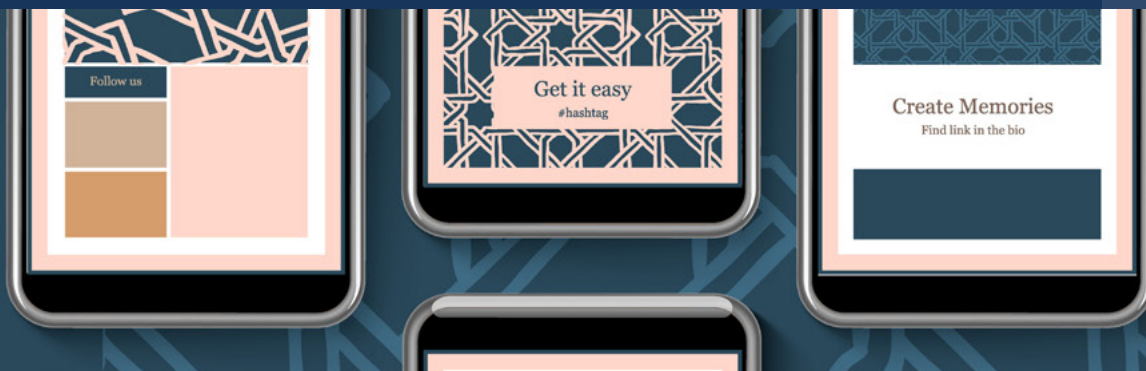 Follow us
Get it easy
#hashtag
Create Memories
Find link in the bio